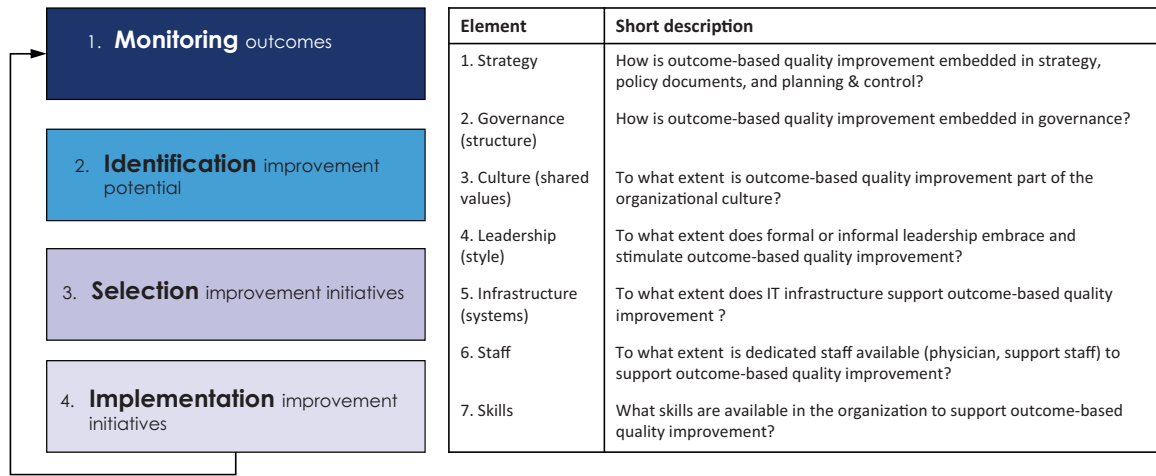 1. Monitoring outcomes
2. Identification improvement
potential
3. Selection improvement initiatives
4. Implementation improvement
initiatives
Element Short description
1. Strategy How is outcome-based quality improvement embedded in strategy,
policy documents, and planning & control?
2. Governance How is outcome-based quality improvement embedded in governance?
(structure)
3. Culture (shared To what extent is outcome-based quality improvement part of the
values) organizational culture?
4. Leadership To what extent does formal or informal leadership embrace and
(style) stimulate outcome-based quality improvement?
5. Infrastructure To what extent does IT infrastructure support outcome-based quality
(systems) improvement ?
6. Staff To what extent is dedicated staff available (physician, support staff) to
support outcome-based quality improvement?
7. Skills What skills are available in the organization to support outcome-based
quality improvement?